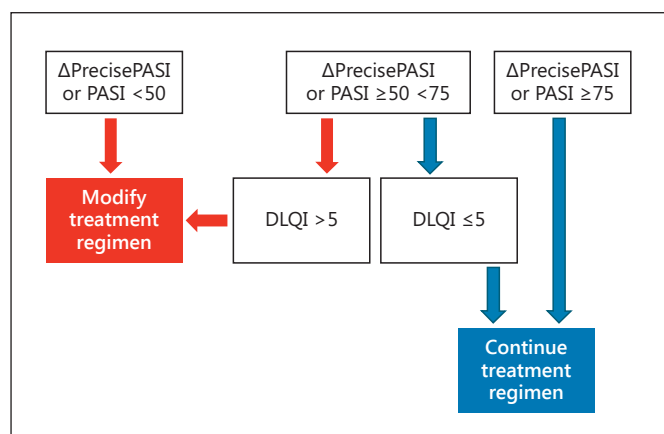 ΔPrecisePASI
or PASI <50
ΔPrecisePASI
or PASI ≥50 <75
ΔPrecisePASI
or PASI ≥75
Modify
treatment
regimen
DLQI >5
DLQI ≤5
Continue
treatment
regimen